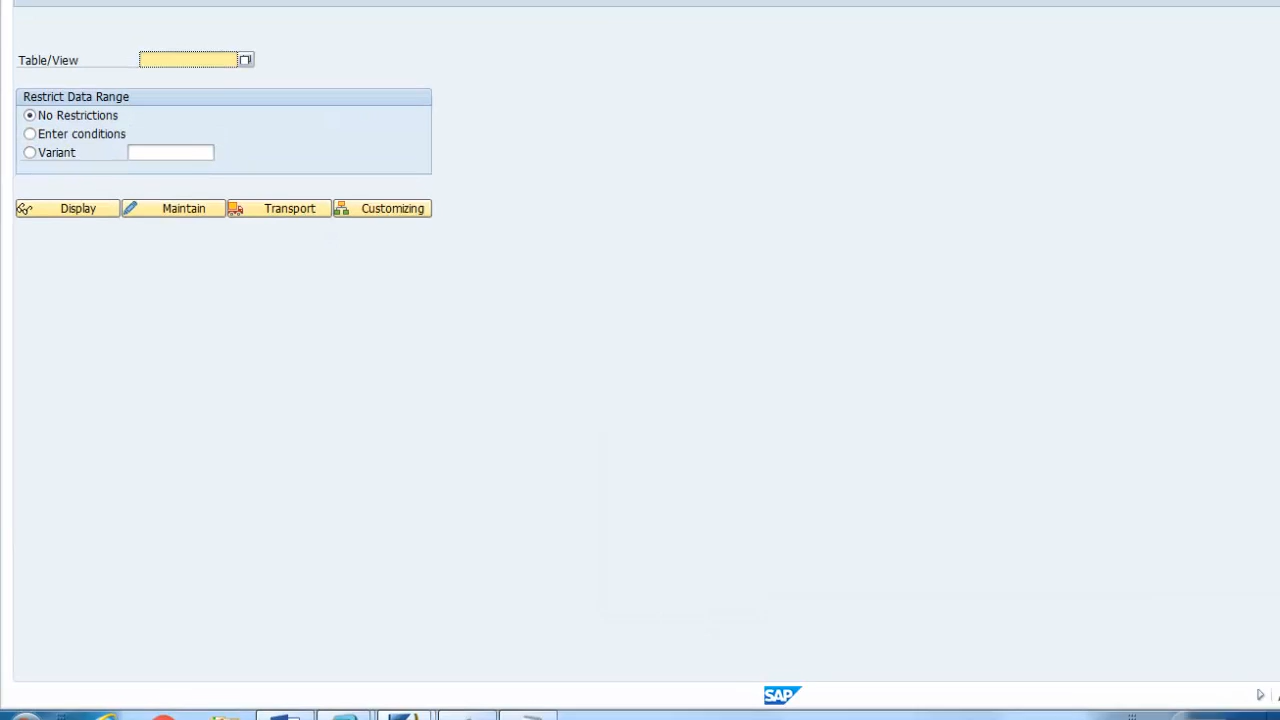 Table/View
Restrict Data Range
No Restrictions
Enter conditions
Variant
Display Maintain Transport Customizing
SAP